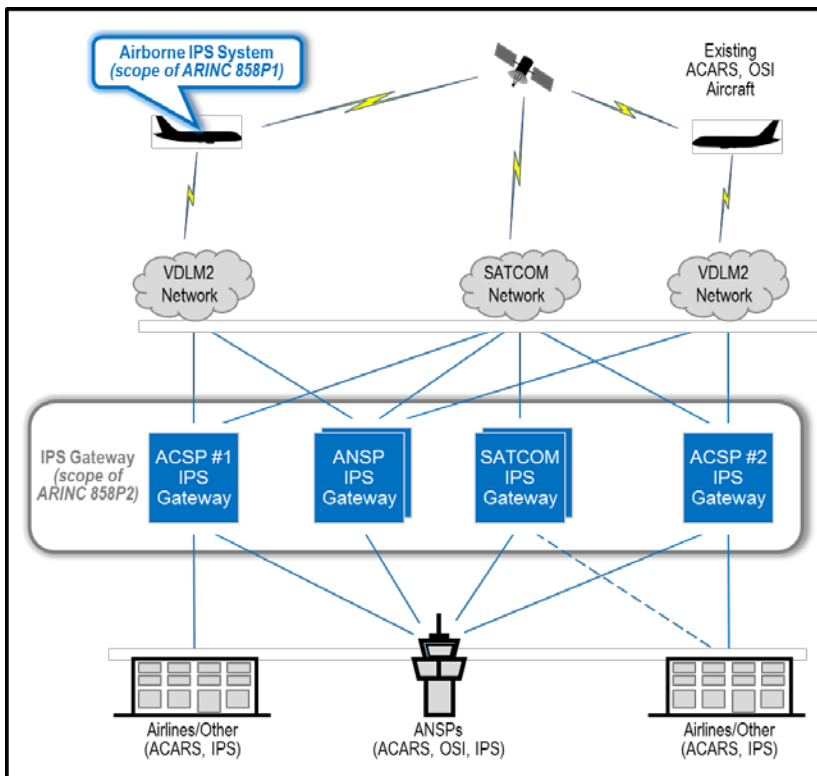 Airborne IPS System
(scope of ARINC 858P1)
Existing
ACARS, OSI
Aircraft
VDLM2
Network
SATCOM
Network
VDLM2
Network
IPS Gateway
(scope of
ARINC 858P2)
ACSP #1
IPS
Gateway
ANSP
IPS
Gateway
SATCOM
IPS
Gateway
ACSP #2
IPS
Gateway
Airlines/Other
(ACARS, IPS)
ANSPs
(ACARS, OSI, IPS)
Airlines/Other
(ACARS, IPS)